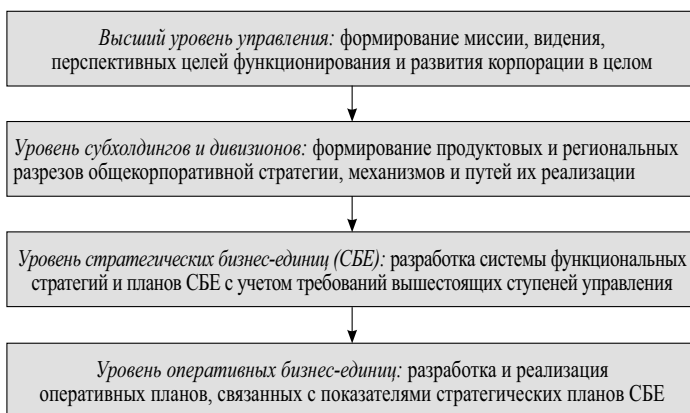 Высший уровень управления: формирование миссии, видения,
перспективных целей функционирования и развития корпорации в целом
Уровень субхолдингов и дивизионов: формирование продуктовых и региональных
разрезов общекорпоративной стратегии, механизмов и путей их реализации
Уровень стратегических бизнес-единиц (СБЕ): разработка системы функциональных
стратегий и планов СБЕ с учетом требований вышестоящих ступеней управления
Уровень оперативных бизнес-единиц: разработка и реализация
оперативных планов, связанных с показателями стратегических планов СБЕ